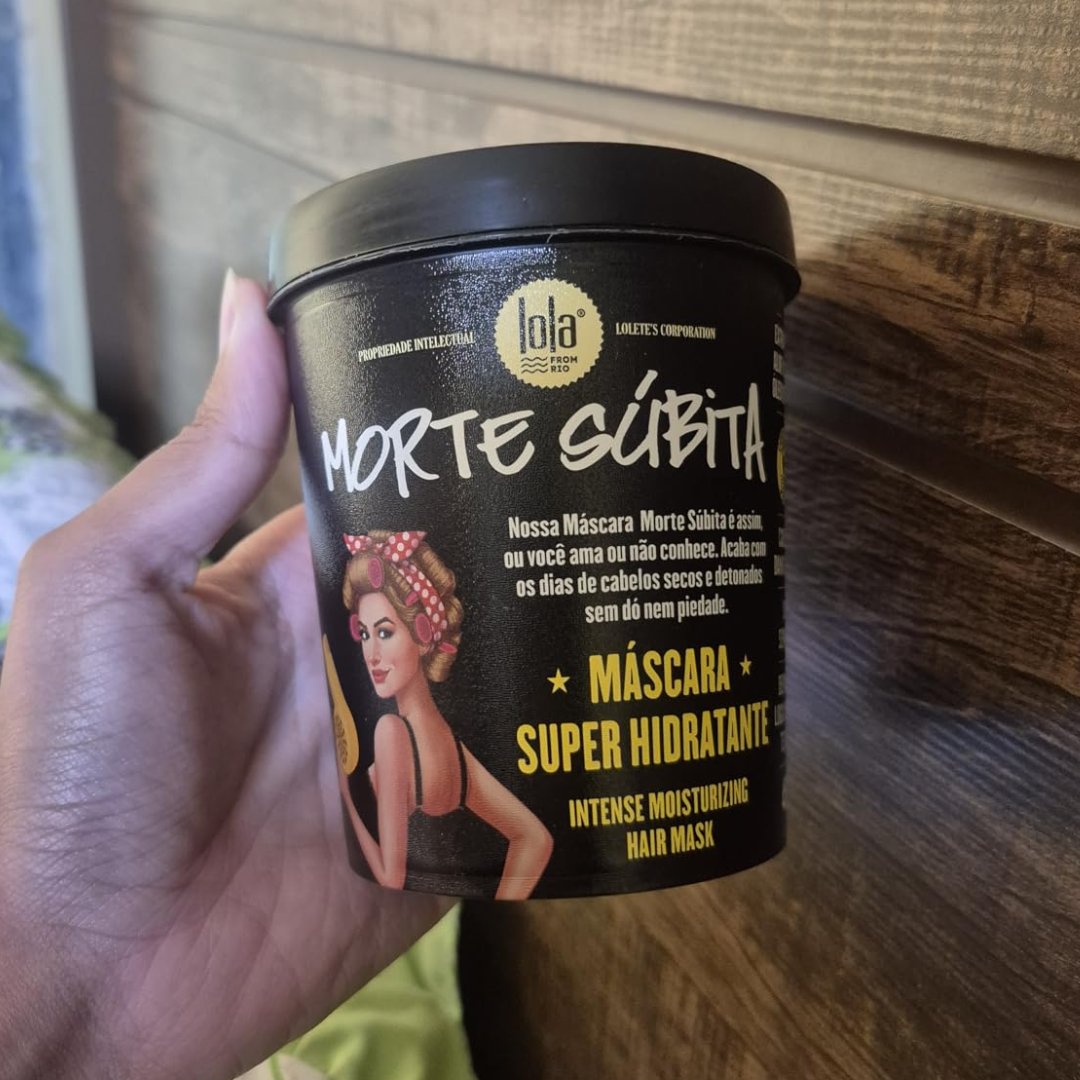 PROPRIEDADE INTELECTUAL
lola®
FROM
RIO
LOLETE'S CORPORATION
MORTE SÚBITA
Nossa Máscara Morte Súbita é assim,
ou você ama ou não conhece. Acaba com
os dias de cabelos secos e detonados
sem dó nem piedade.
MÁSCARA
SUPER HIDRATANTE
INTENSE MOISTURIZING
HAIR MASK